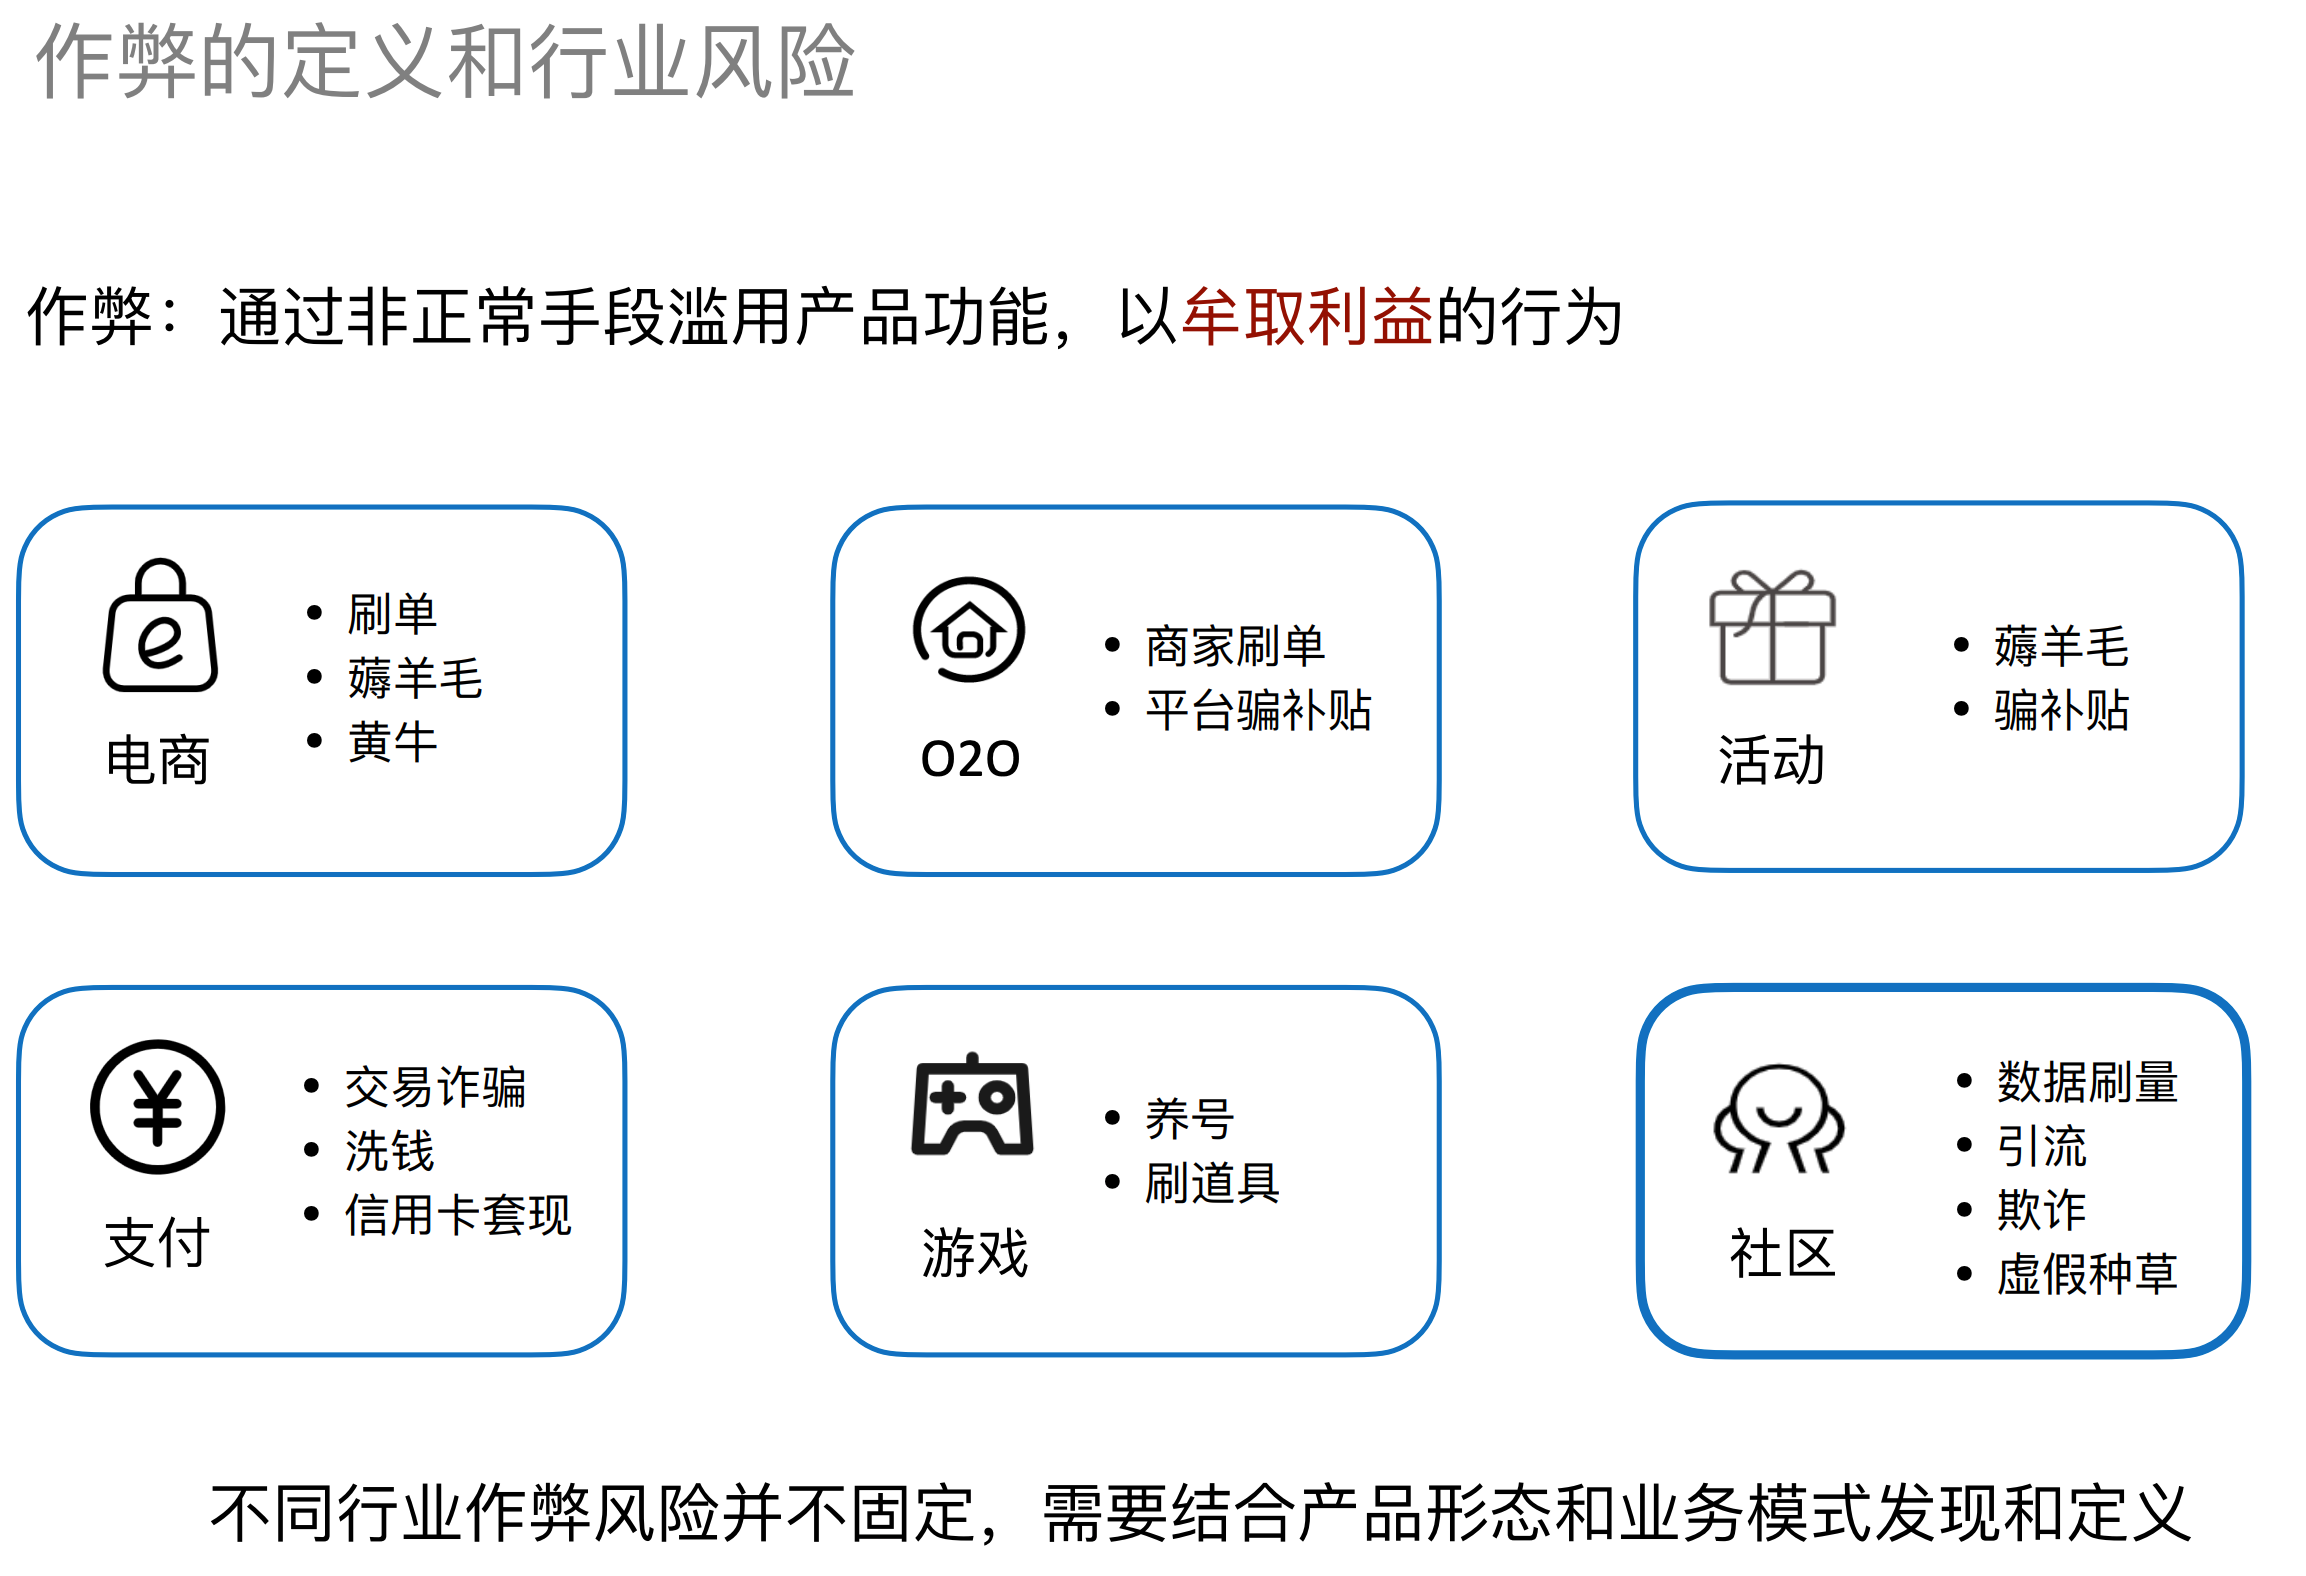 作弊的定义和行业风险
作弊：通过非正常手段滥用产品功能，以牟取利益的行为
电商
• 刷单
• 薅羊毛
• 黄牛
O2O
• 商家刷单
• 平台骗补贴
活动
• 薅羊毛
• 骗补贴
支付
• 交易诈骗
• 洗钱
• 信用卡套现
游戏
• 养号
• 刷道具
社区
• 数据刷量
• 引流
• 欺诈
• 虚假种草
不同行业作弊风险并不固定，需要结合产品形态和业务模式发现和定义